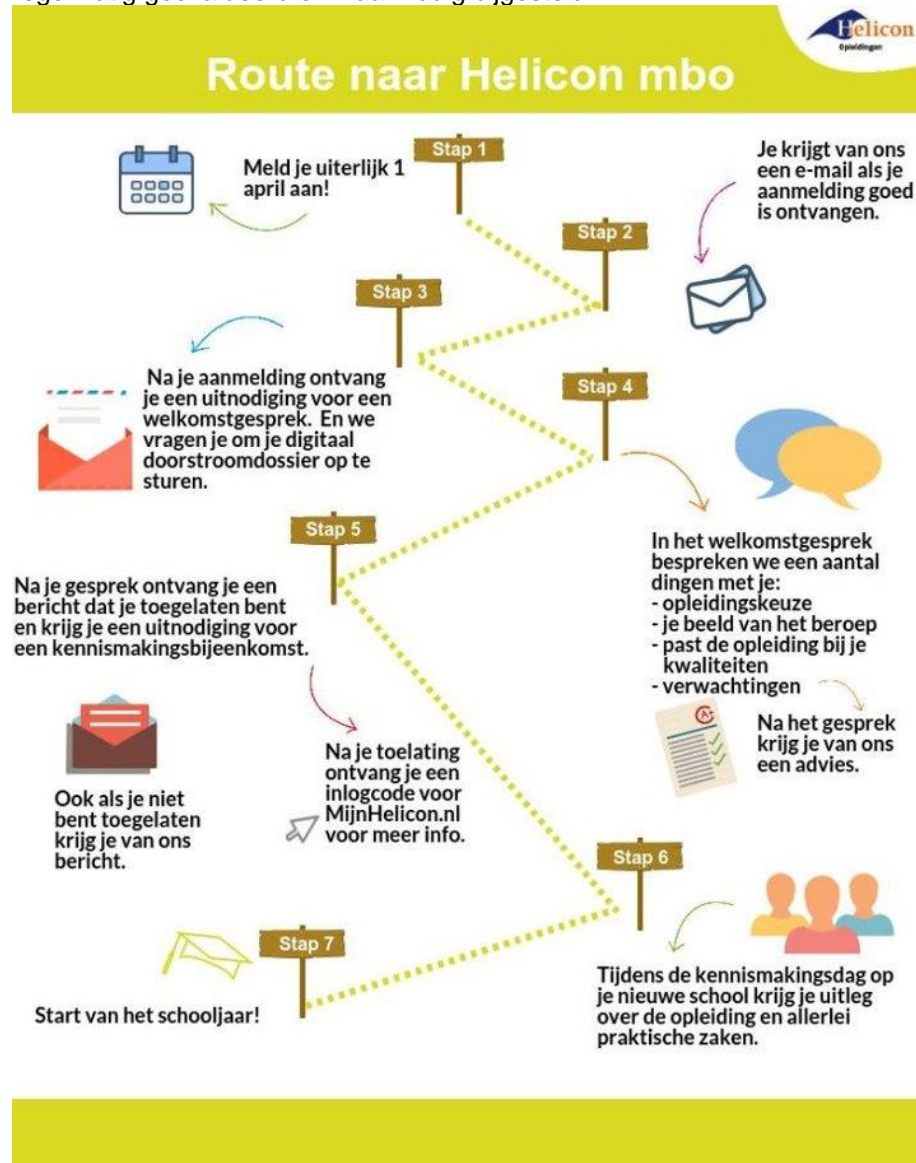 Helicon
Opleidingen
Route naar Helicon mbo
Stap 1
Meld je uiterlijk 1
april aan!
Stap 2
Je krijgt van ons
een e-mail als je
aanmelding goed
is ontvangen.
Stap 3
Na je aanmelding ontvang
je een uitnodiging voor een
welkomstgesprek. En we
vragen je om je digitaal
doorstroomdossier op te
sturen.
Stap 4
In het welkomstgesprek
bespreken we een aantal
dingen met je:
- opleidingskeuze
- je beeld van het beroep
- past de opleiding bij je
kwaliteiten
- verwachtingen
Na het gesprek
krijg je van ons
een advies.
A+
Stap 5
Na je gesprek ontvang je een
bericht dat je toegelaten bent
en krijg je een uitnodiging voor
een kennismakingsbijeenkomst.
Ook als je niet
bent toegelaten
krijg je van ons
bericht.
Na je toelating
ontvang je een
inlogcode voor
MijnHelicon.nl
voor meer info.
Stap 6
Tijdens de kennismakingsdag op
je nieuwe school krijg je uitleg
over de opleiding en allerlei
praktische zaken.
Stap 7
Start van het schooljaar!